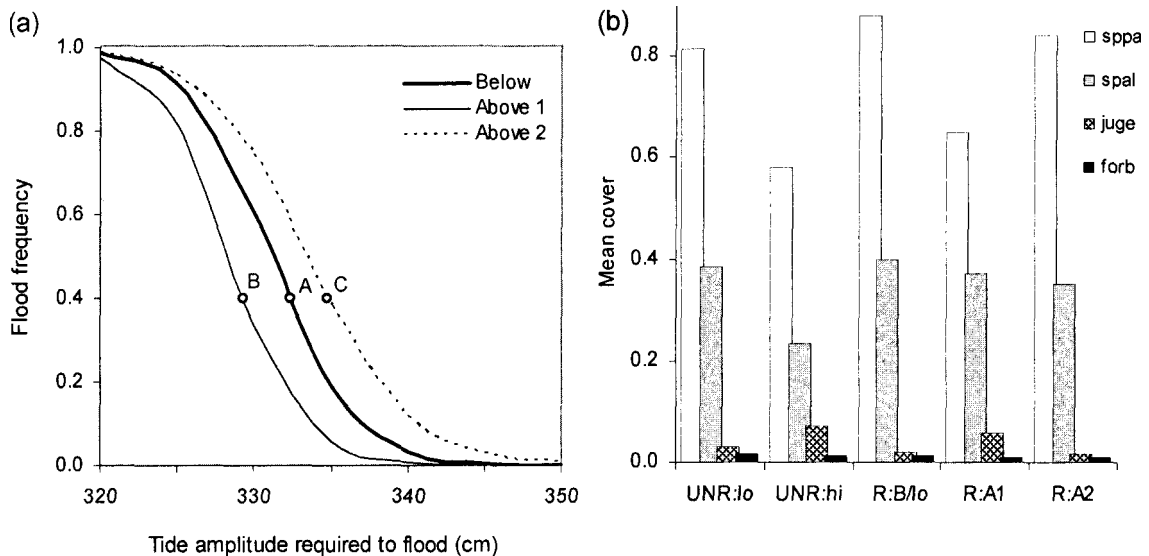 (a)
1.0
0.8
0.6
0.4
0.2
0.0
Flood frequency
Below
Above 1
Above 2
B
A
C
320
330
340
350
Tide amplitude required to flood (cm)
(b)
0.8
0.6
0.4
0.2
0.0
Mean cover
sppa
spal
juge
forb
UNR:lo
UNR:hi
R:B/lo
R:A1
R:A2